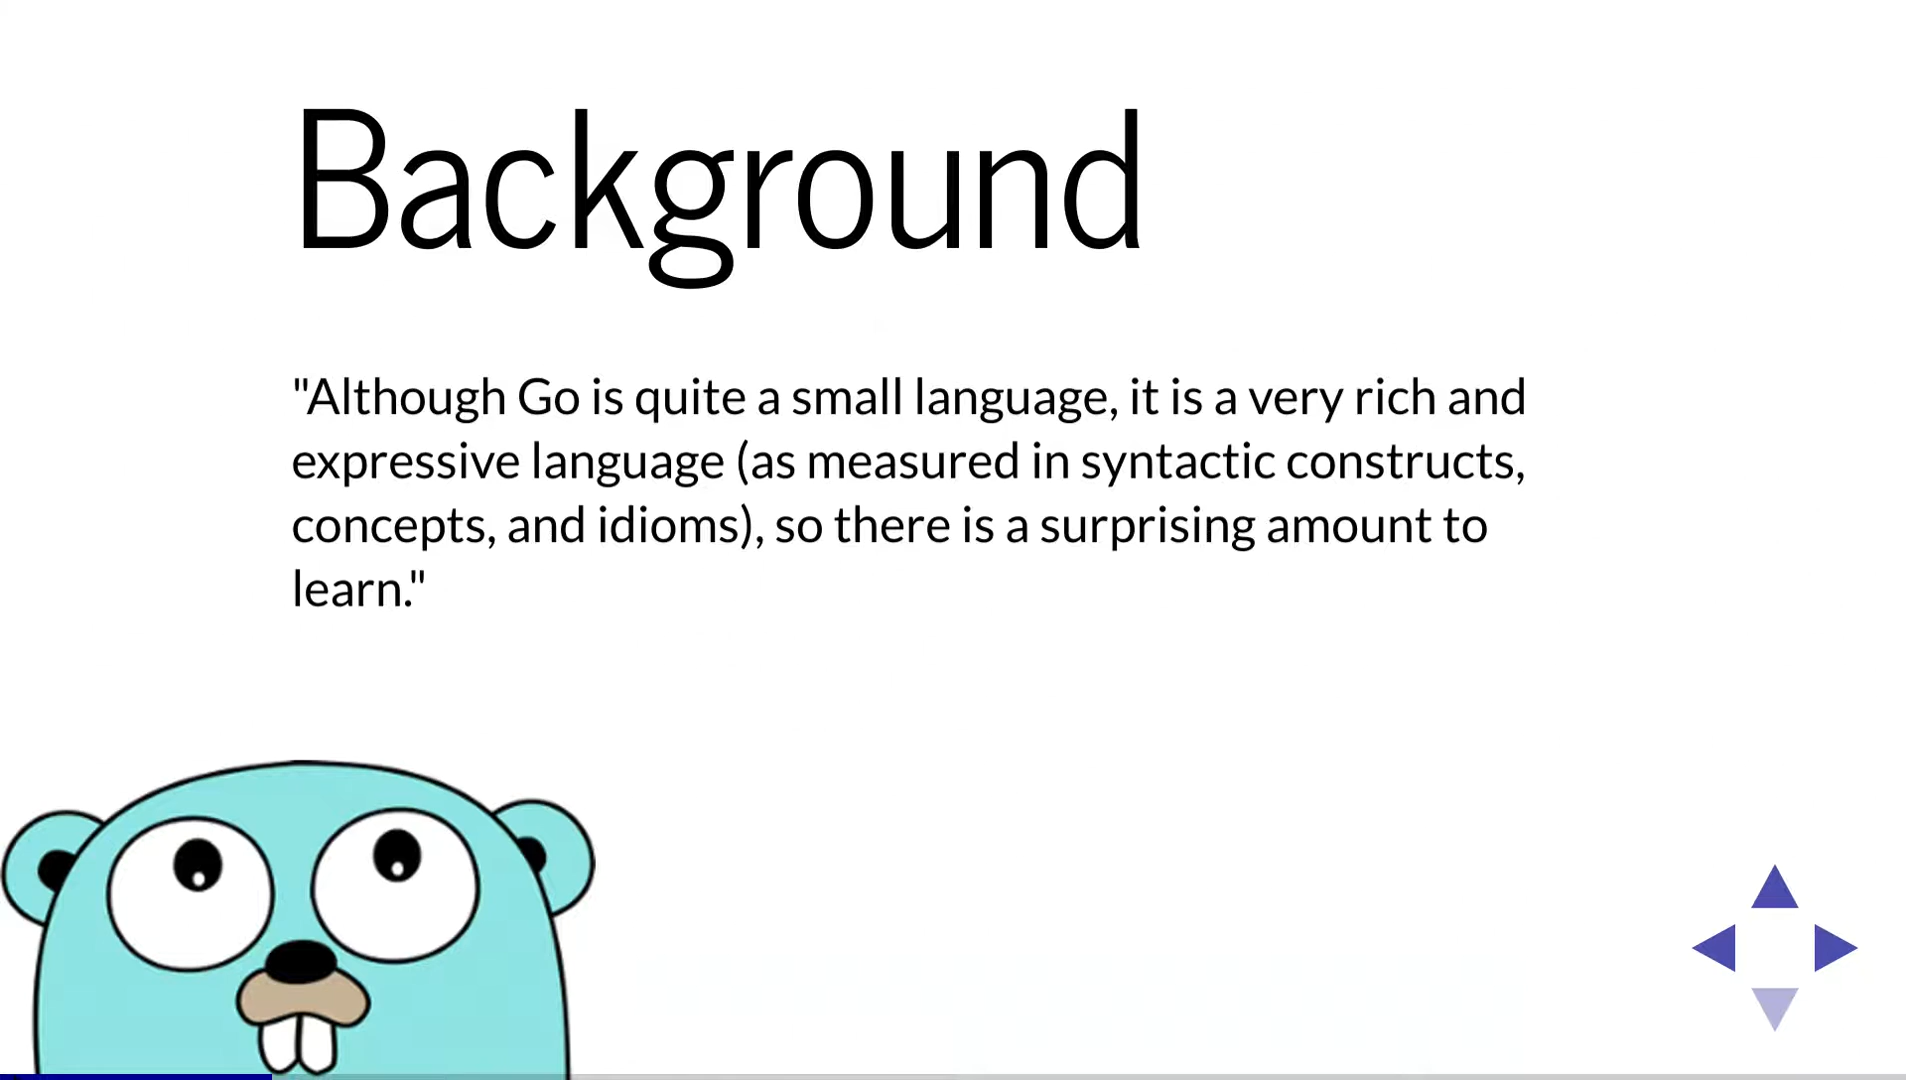 Background
"Although Go is quite a small language, it is a very rich and
expressive language (as measured in syntactic constructs,
concepts, and idioms), so there is a surprising amount to
learn."